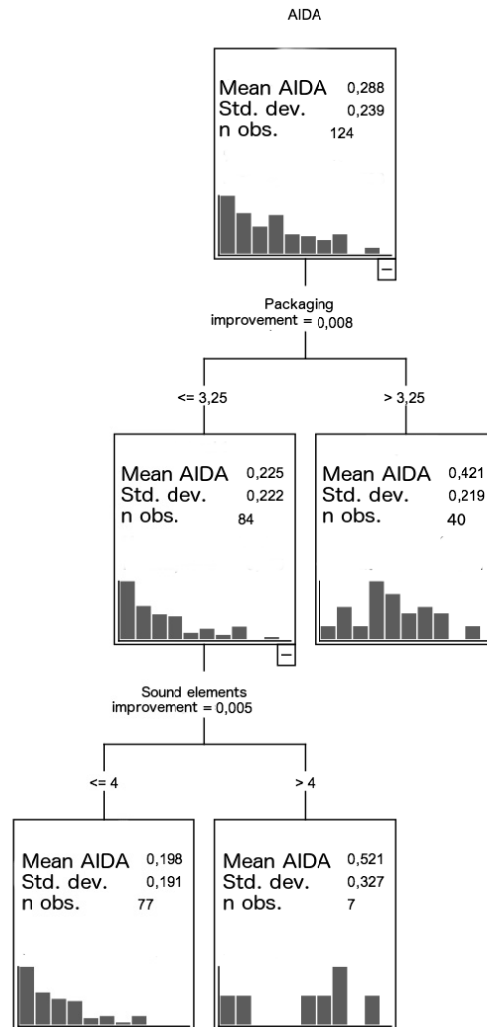 AIDA
Mean AIDA 0,288
Std. dev. 0,239
n obs. 124
Packaging
improvement = 0,008
<= 3,25
> 3,25
Mean AIDA 0,225
Std. dev. 0,222
n obs. 84
Mean AIDA 0,421
Std. dev. 0,219
n obs. 40
Sound elements
improvement = 0,005
<= 4
> 4
Mean AIDA 0,198
Std. dev. 0,191
n obs. 77
Mean AIDA 0,521
Std. dev. 0,327
n obs. 7